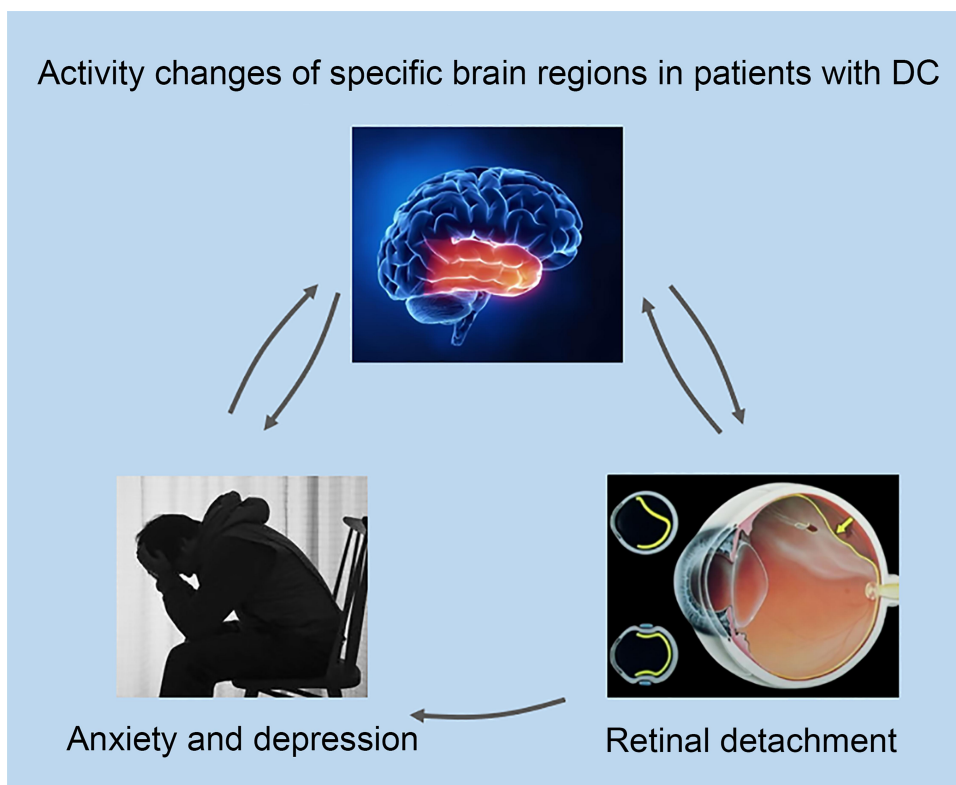 Activity changes of specific brain regions in patients with DC
Anxiety and depression
Retinal detachment